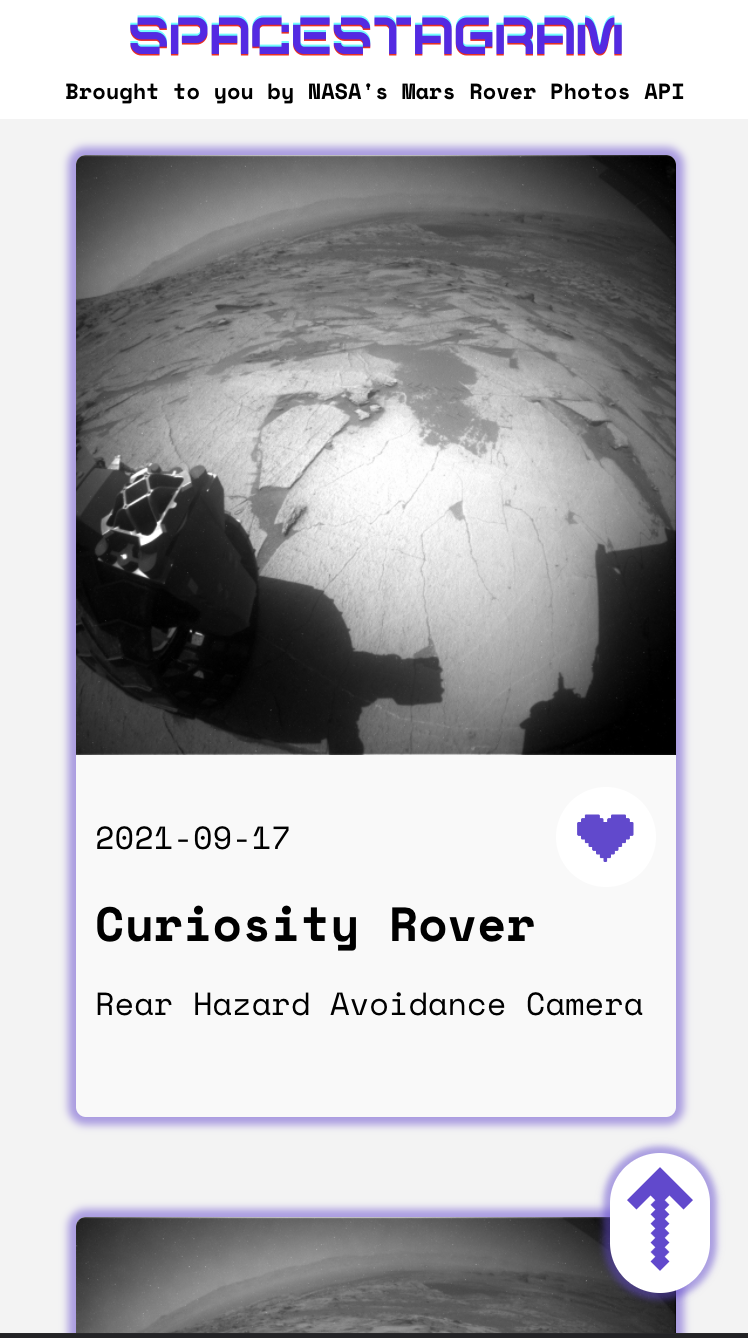 SPACESTAGRAM
Brought to you by NASA's Mars Rover Photos API
2021-09-17
Curiosity Rover
Rear Hazard Avoidance Camera